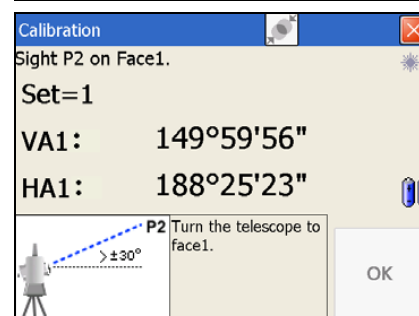 Calibration
Sight P2 on Face1.
Set=1
VA1: 149°59'56"
HA1: 188°25'23"
P2
>±30°
Turn the telescope to
face1.
OK